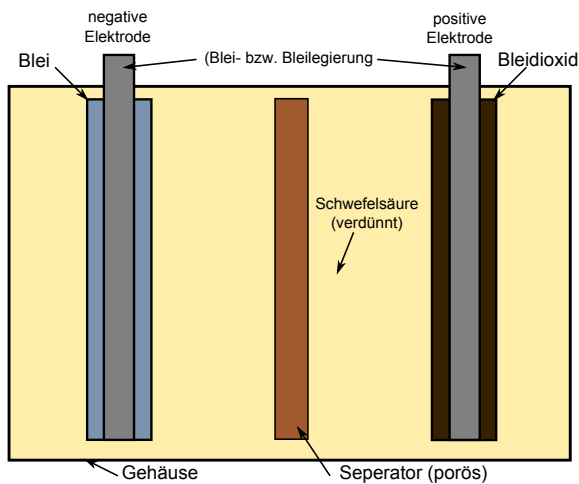 negative
Elektrode
positive
Elektrode
Blei
(Blei- bzw. Bleilegierung
Bleidioxid
Schwefelsäure
(verdünnt)
Gehäuse
Seperator (porös)